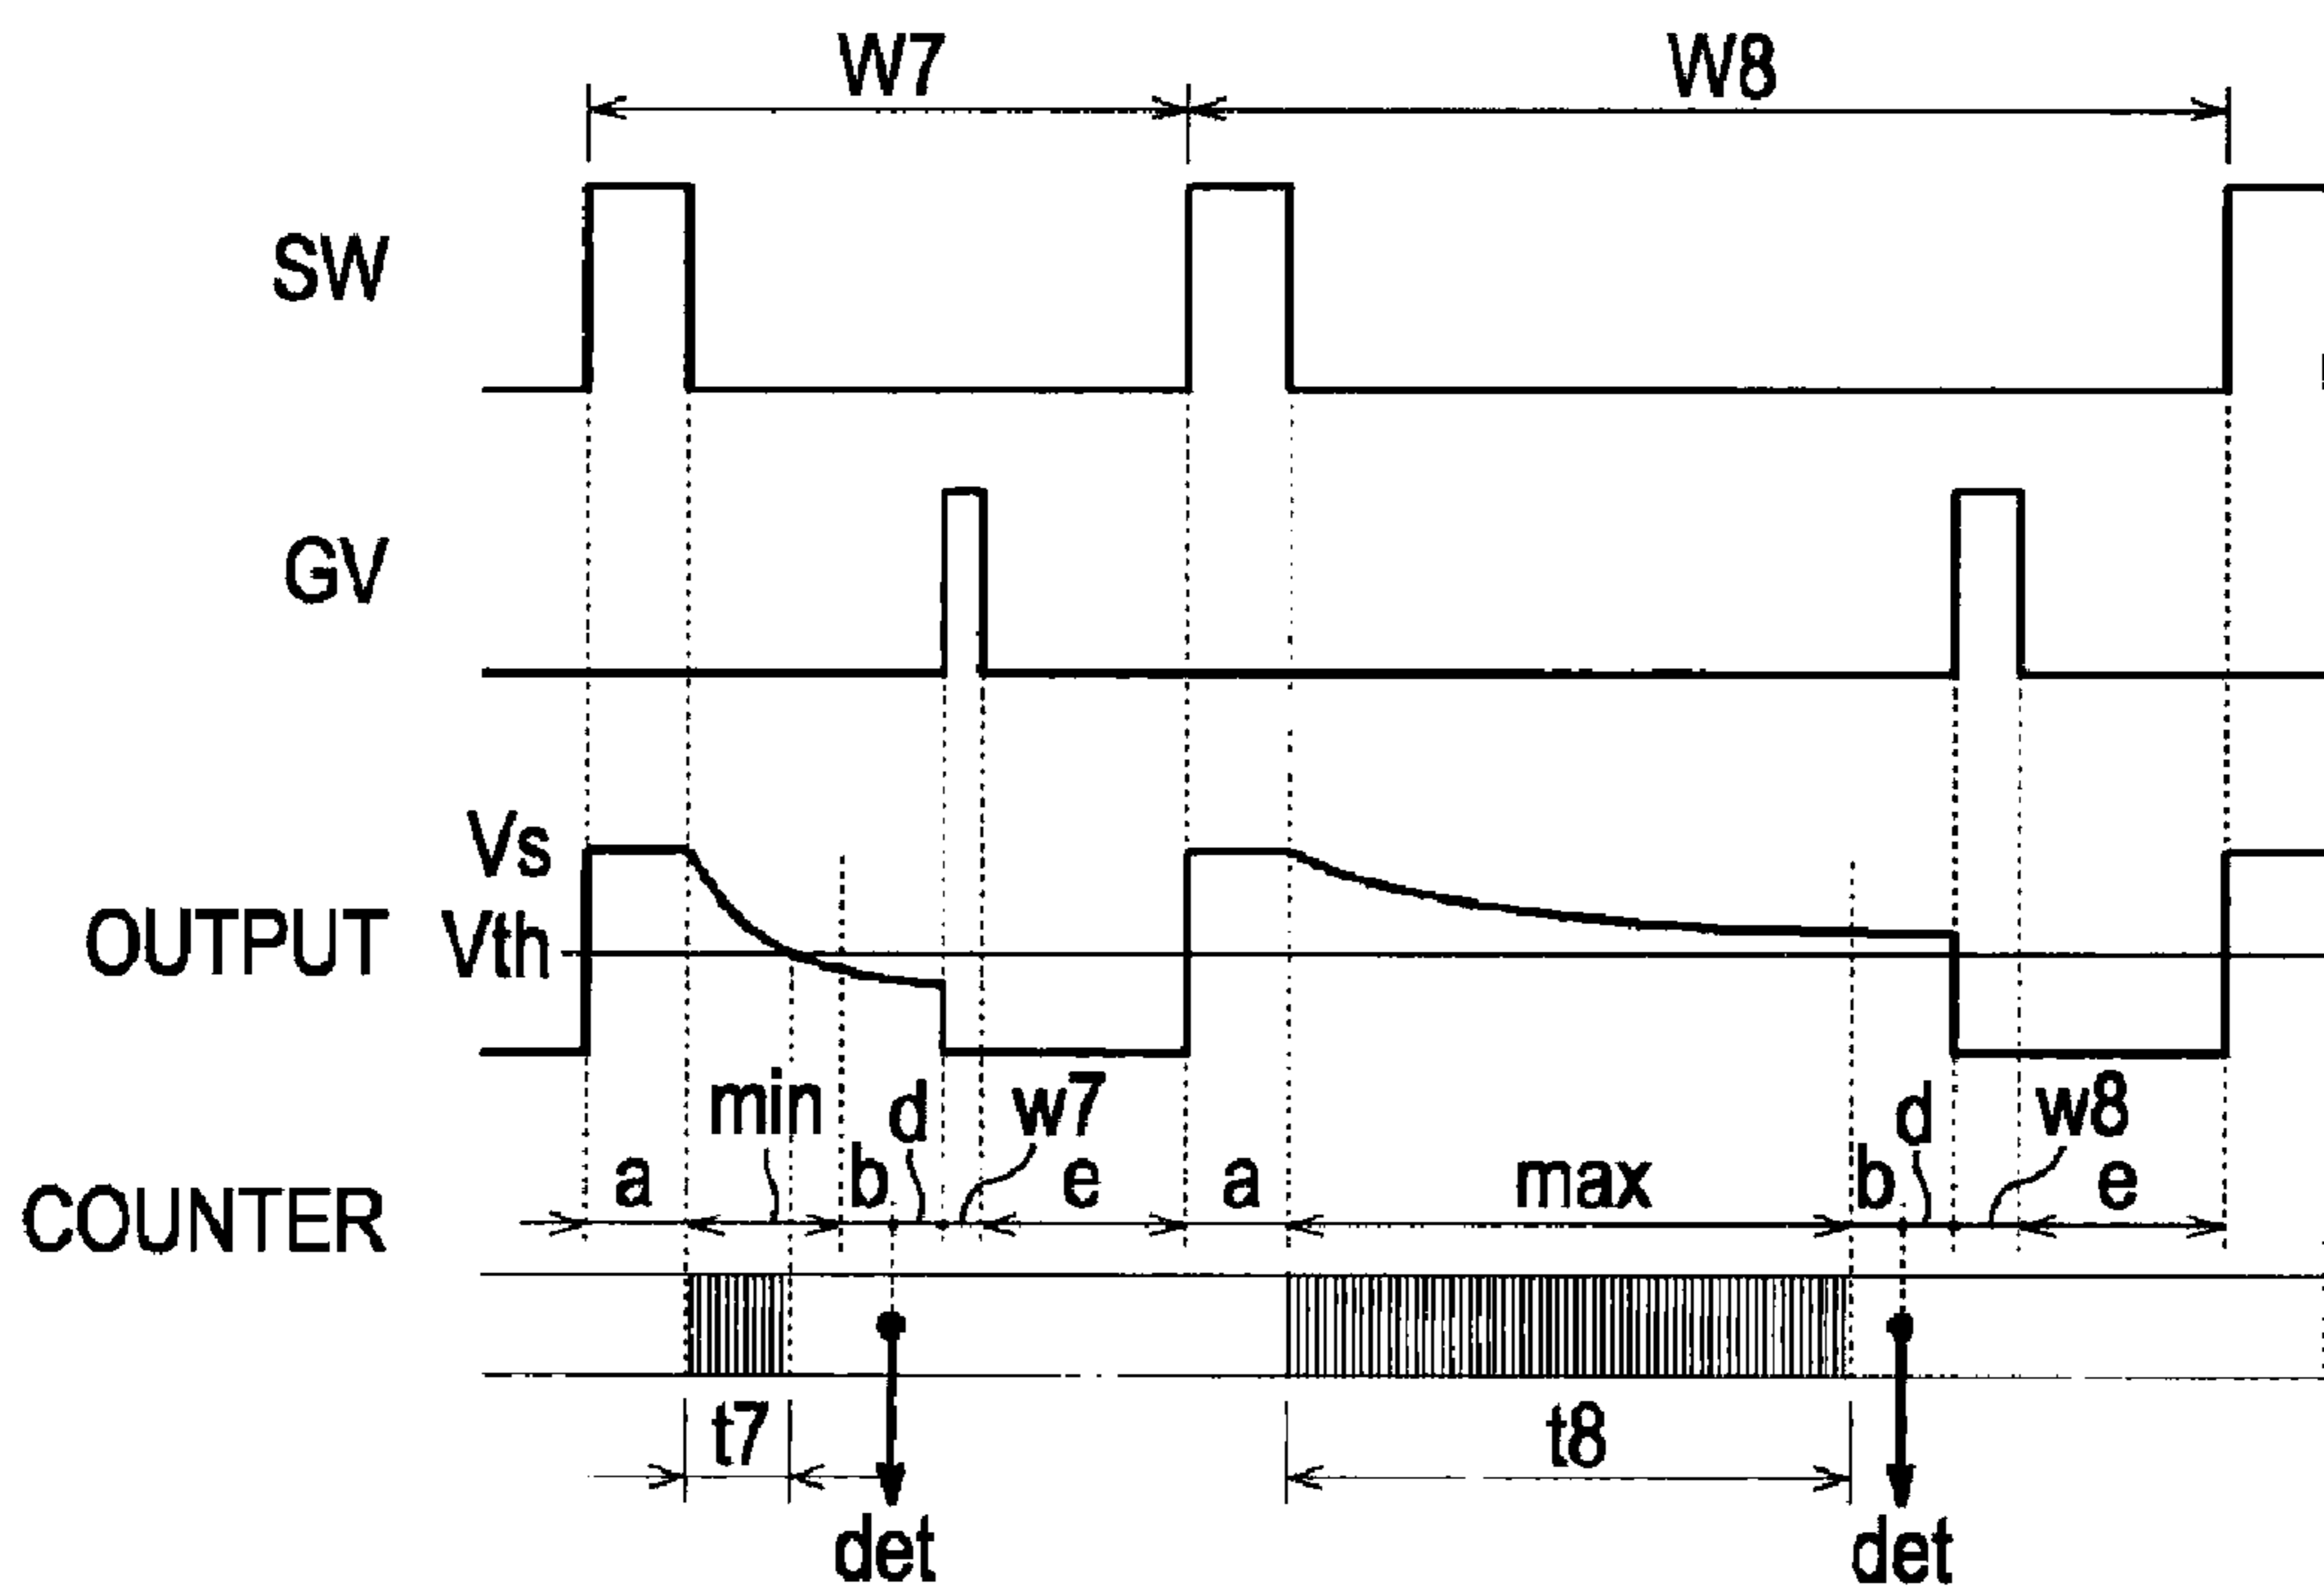 W7 W8
SW
GV
Vs
OUTPUT Vth
min d w7 d w8
COUNTER a b e a max b e
t7 t8
det det